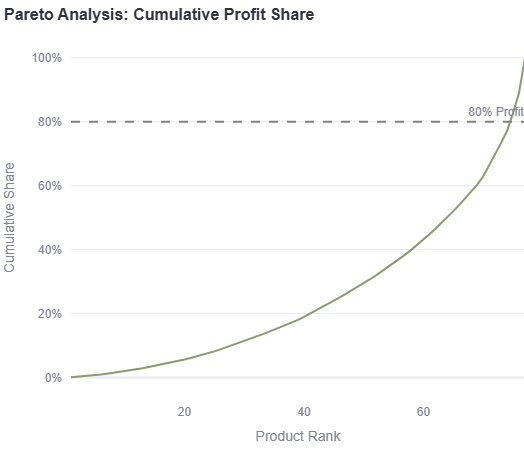 Pareto Analysis: Cumulative Profit Share
100%
80% Profit
80%
60%
40%
20%
0%
Cumulative Share
20 40 60
Product Rank